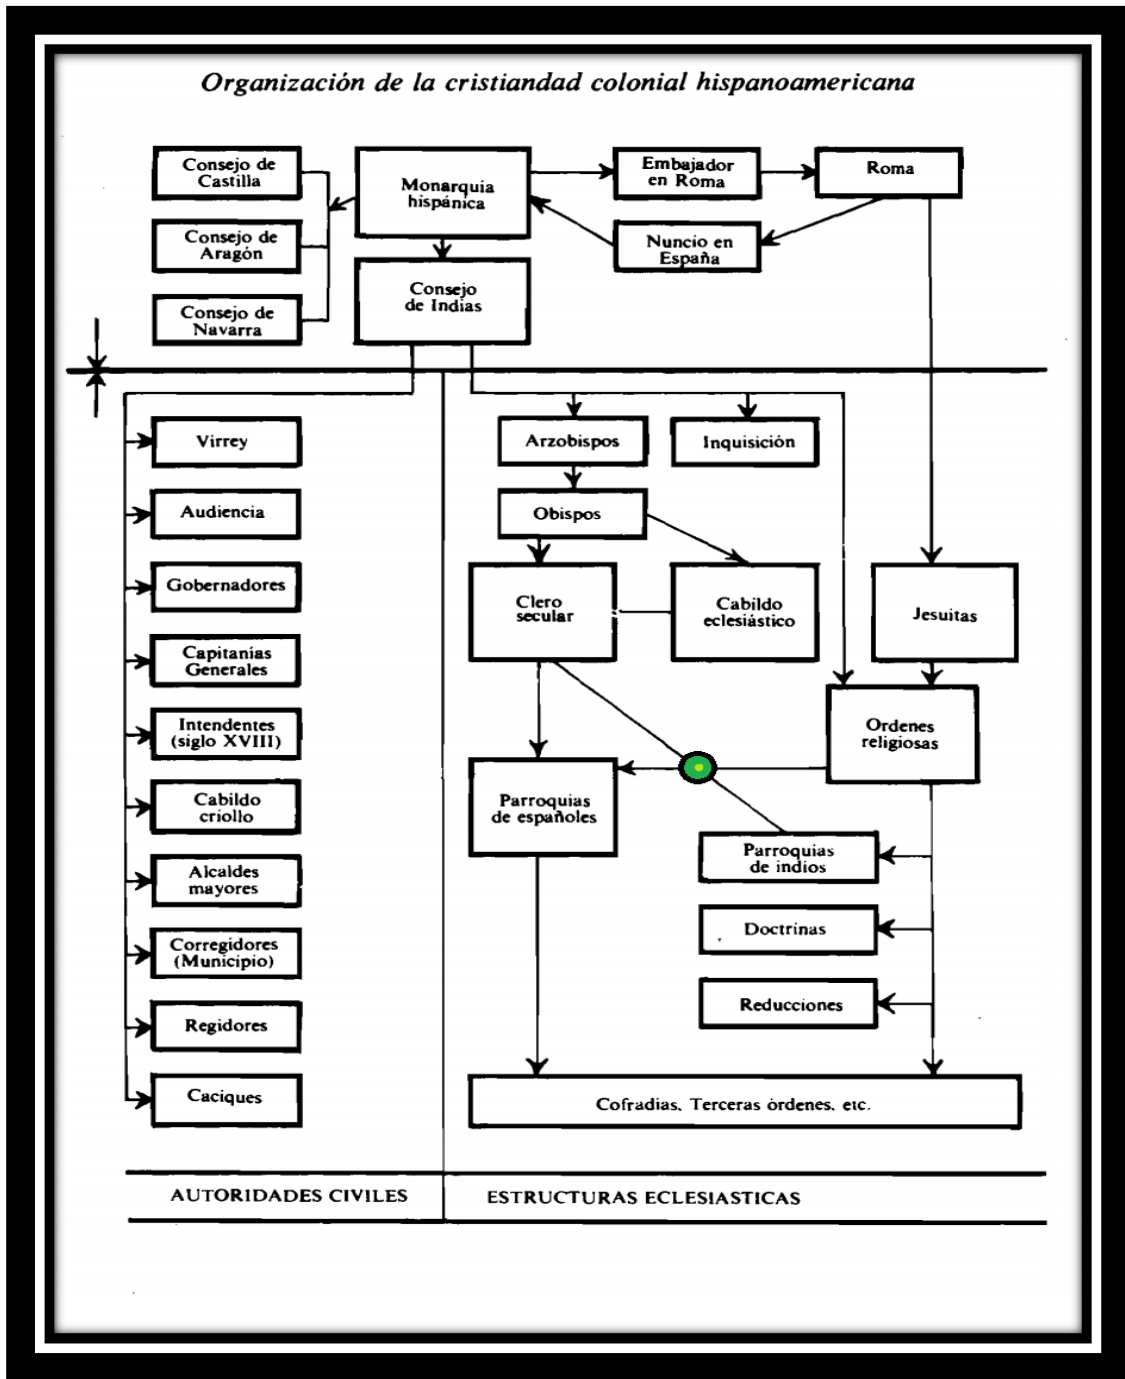 Organización de la cristiandad colonial hispanoamericana
Consejo de
Castilla
Monarquía
hispánica
Embajador
en Roma
Roma
Consejo de
Aragón
Nuncio en
España
Consejo
de Indias
Consejo de
Navarra
Virrey
Arzobispos
Inquisición
Audiencia
Obispos
Gobernadores
Clero
secular
Cabildo
eclesiástico
Jesuitas
Capitanías
Generales
Intendentes
(siglo XVIII)
Ordenes
religiosas
Cabildo
criollo
Parroquias
de españoles
Alcaldes
mayores
Parroquias
de indios
Corregidores
(Municipio)
Doctrinas
Reducciones
Regidores
Caciques
Cofradías. Terceras órdenes. etc.
AUTORIDADES CIVILES
ESTRUCTURAS ECLESIASTICAS